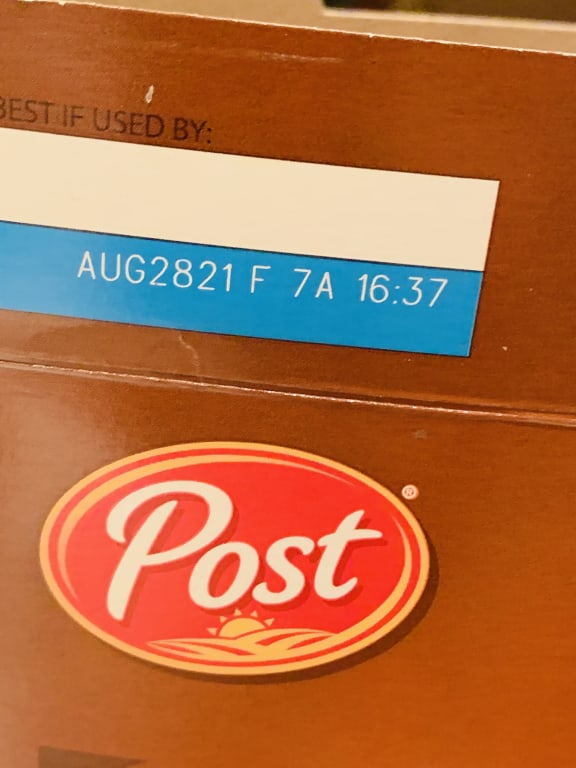 BEST IF USED BY:
AUG2821 F 7A 16:37
Post®